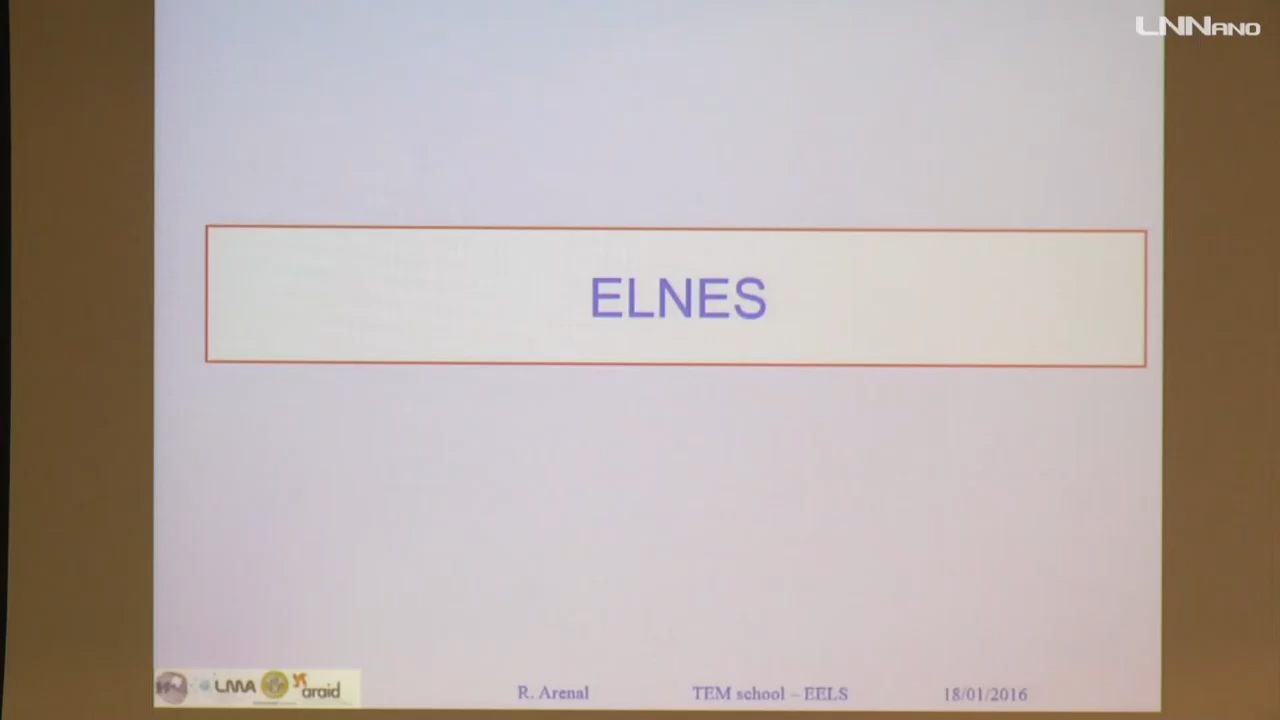 LNNano
ELNES
LMA
araid
R. Arenal
TEM school – EELS
18/01/2016